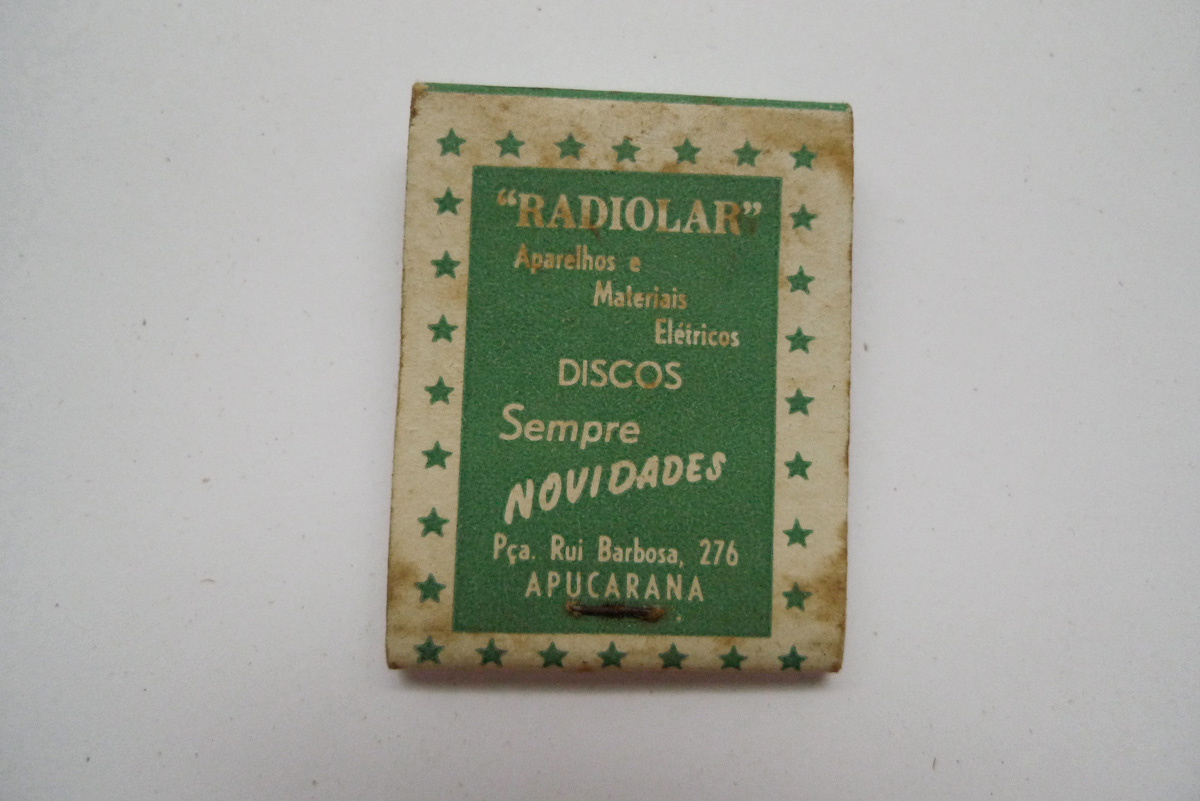 “RADIOLAR”
Aparelhos e
Materiais
Elétricos
DISCOS
Sempre
NOVIDADES
Pça. Rui Barbosa, 276
APUCARANA